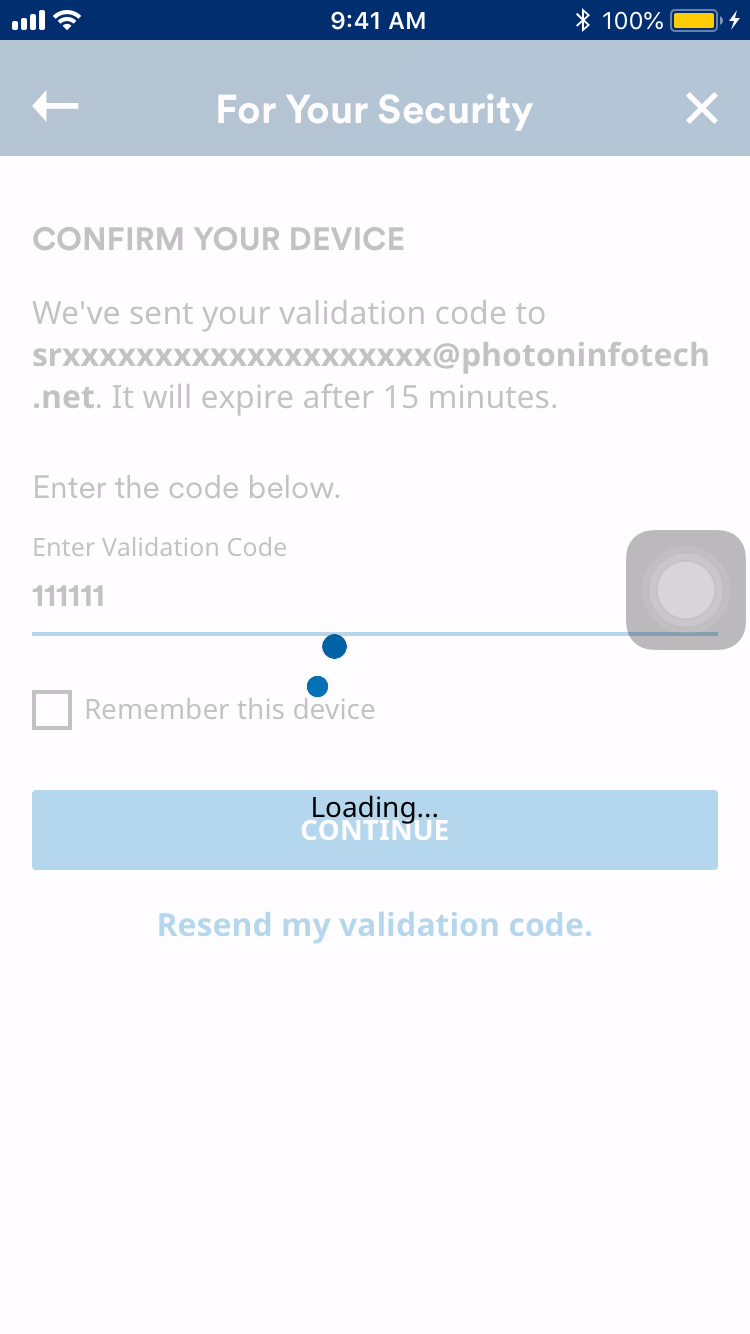 9:41 AM 100%
For Your Security
CONFIRM YOUR DEVICE
We've sent your validation code to
srxxxxxxxxxxxxxxxxxxxx@photoninfotech
.net. It will expire after 15 minutes.
Enter the code below.
Enter Validation Code
111111
Remember this device
Loading...
CONTINUE
Resend my validation code.